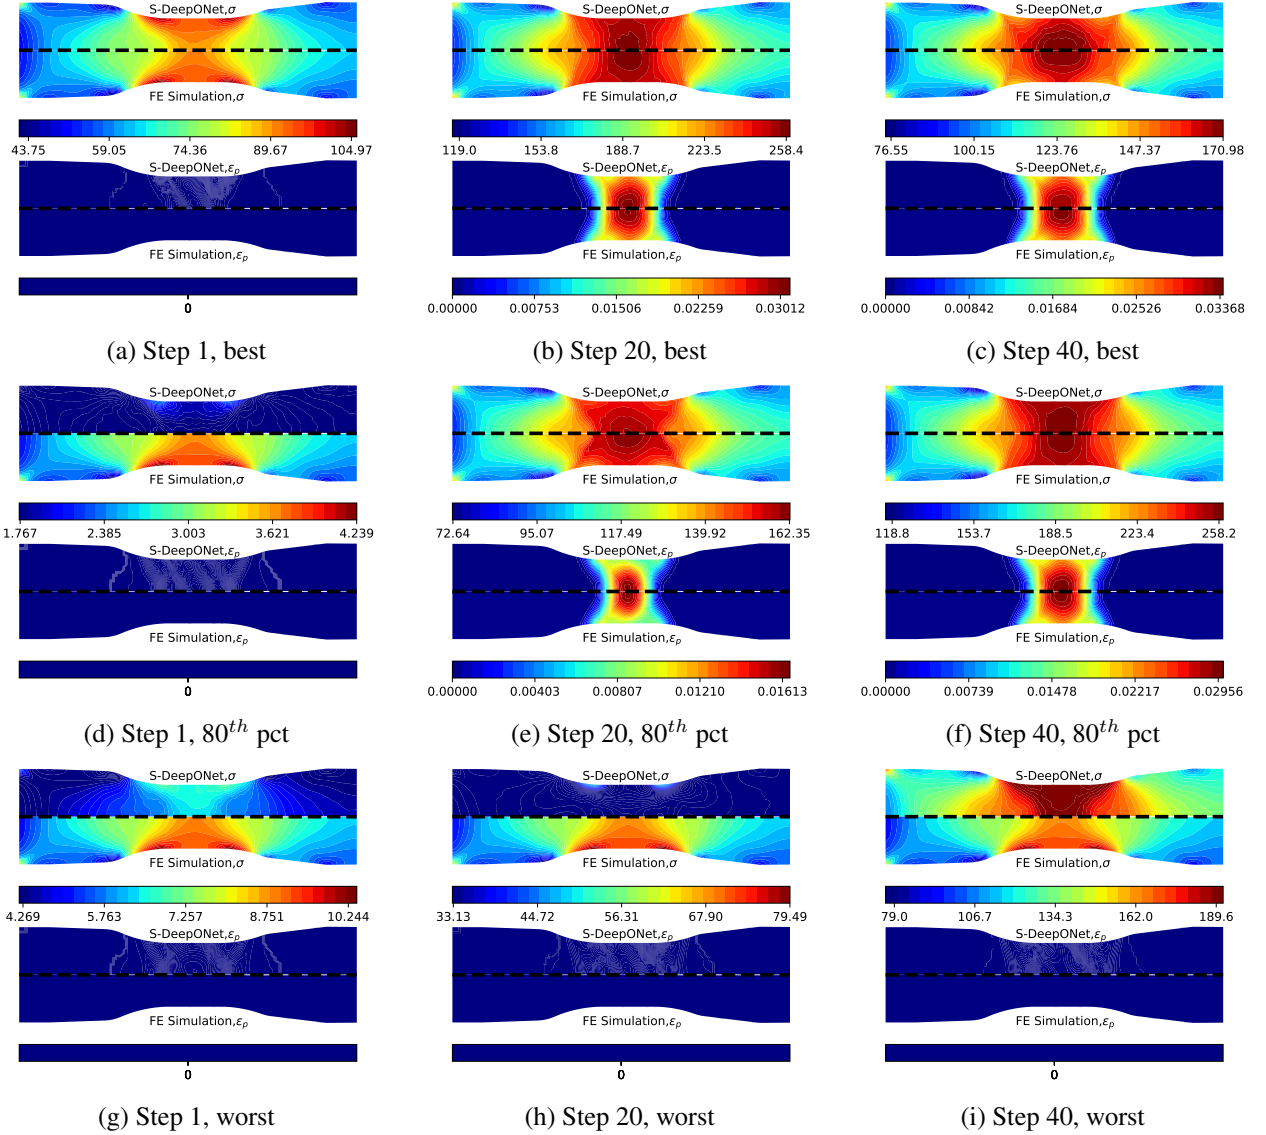 S-DeepONet,σ S-DeepONet,σ S-DeepONet,σ
FE Simulation,σ FE Simulation,σ FE Simulation,σ
43.75 59.05 74.36 89.67 104.97 119.0 153.8 188.7 223.5 258.4 76.55 100.15 123.76 147.37 170.98
S-DeepONet,εp S-DeepONet,εp S-DeepONet,εp
FE Simulation,εp FE Simulation,εp FE Simulation,εp
0 0.00000 0.00753 0.01506 0.02259 0.03012 0.00000 0.00842 0.01684 0.02526 0.03368
(a) Step 1, best (b) Step 20, best (c) Step 40, best
S-DeepONet,σ S-DeepONet,σ S-DeepONet,σ
FE Simulation,σ FE Simulation,σ FE Simulation,σ
1.767 2.385 3.003 3.621 4.239 72.64 95.07 117.49 139.92 162.35 118.8 153.7 188.5 223.4 258.2
S-DeepONet,εp S-DeepONet,εp S-DeepONet,εp
FE Simulation,εp FE Simulation,εp FE Simulation,εp
0 0.00000 0.00403 0.00807 0.01210 0.01613 0.00000 0.00739 0.01478 0.02217 0.02956
(d) Step 1, 80th pct (e) Step 20, 80th pct (f) Step 40, 80th pct
S-DeepONet,σ S-DeepONet,σ S-DeepONet,σ
FE Simulation,σ FE Simulation,σ FE Simulation,σ
4.269 5.763 7.257 8.751 10.244 33.13 44.72 56.31 67.90 79.49 79.0 106.7 134.3 162.0 189.6
S-DeepONet,εp S-DeepONet,εp S-DeepONet,εp
FE Simulation,εp FE Simulation,εp FE Simulation,εp
0 0 0
(g) Step 1, worst (h) Step 20, worst (i) Step 40, worst